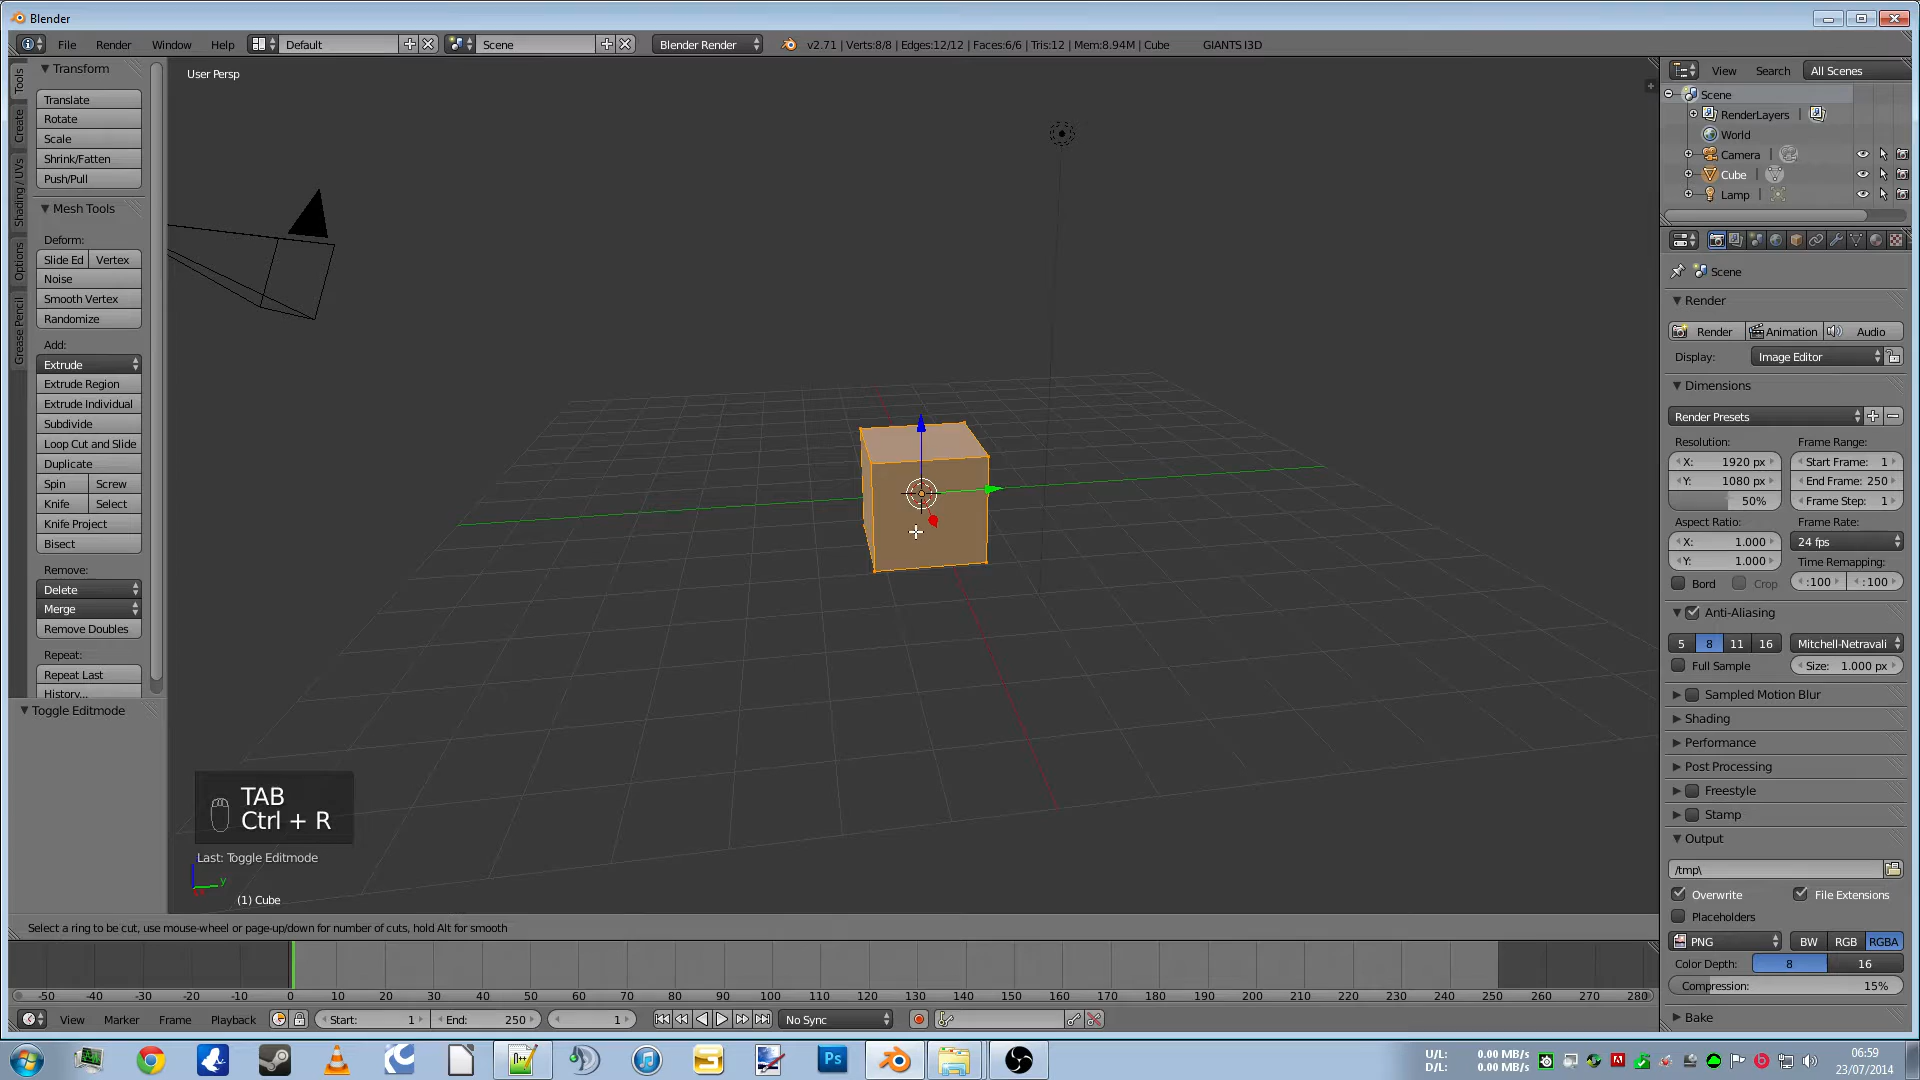 Blender
File Render Window Help Default Scene Blender Render v2.71 | Verts:8/8 | Edges:12/12 | Faces:6/6 | Tris:12 | Mem:8.94M | Cube GIANTS I3D
User Persp
Tools
Create
Shading / UVs
Options
Grease Pencil
Transform
Translate
Rotate
Scale
Shrink/Fatten
Push/Pull
Mesh Tools
Deform:
Slide Ed Vertex
Noise
Smooth Vertex
Randomize
Add:
Extrude
Extrude Region
Extrude Individual
Subdivide
Loop Cut and Slide
Duplicate
Spin Screw
Knife Select
Knife Project
Bisect
Remove:
Delete
Merge
Remove Doubles
Repeat:
Repeat Last
History...
Toggle Editmode
TAB
Ctrl + R
Last: Toggle Editmode
y
(1) Cube
Select a ring to be cut, use mouse-wheel or page-up/down for number of cuts, hold Alt for smooth
-50 -40 -30 -20 -10 0 10 20 30 40 50 60 70 80 90 100 110 120 130 140 150 160 170 180 190 200 210 220 230 240 250 260 270 280
View Marker Frame Playback Start: 1 End: 250 1 No Sync
View Search All Scenes
Scene
RenderLayers |
World
Camera |
Cube |
Lamp |
Scene
Render
Render Animation Audio
Display: Image Editor
Dimensions
Render Presets
Resolution: Frame Range:
X: 1920 px Start Frame: 1
Y: 1080 px End Frame: 250
50% Frame Step: 1
Aspect Ratio: Frame Rate:
X: 1.000 24 fps
Y: 1.000 Time Remapping:
Bord Crop :100 :100
Anti-Aliasing
5 8 11 16 Mitchell-Netravali
Full Sample Size: 1.000 px
Sampled Motion Blur
Shading
Performance
Post Processing
Freestyle
Stamp
Output
/tmp\
Overwrite File Extensions
Placeholders
PNG BW RGB RGBA
Color Depth: 8 16
Compression: 15%
Bake
Ps
U/L: 0.00 MB/s
D/L: 0.00 MB/s
06:59
23/07/2014